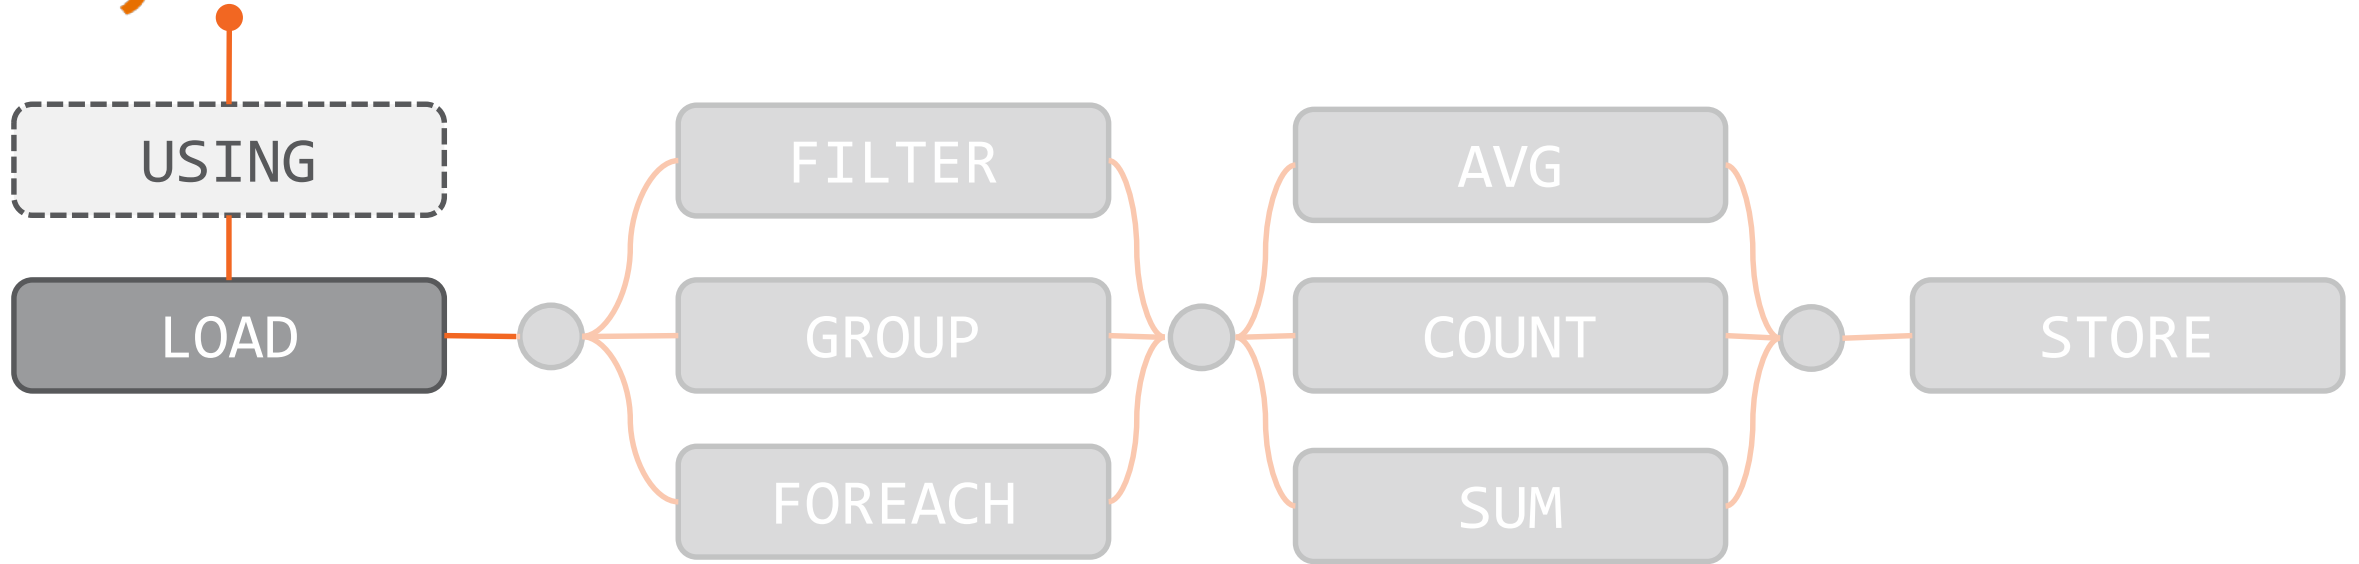 USING
LOAD
FILTER
GROUP
FOREACH
AVG
COUNT
SUM
STORE